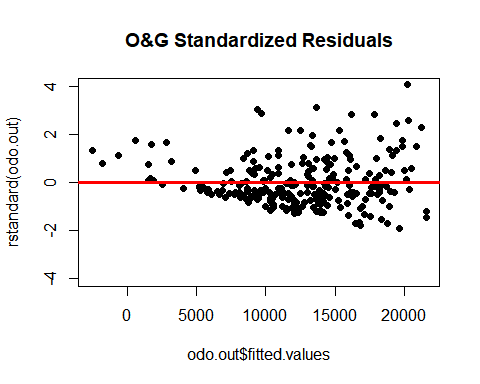 O&G Standardized Residuals
rstandard(odo.out)
4
2
0
-2
-4
0 5000 10000 15000 20000
odo.out$fitted.values